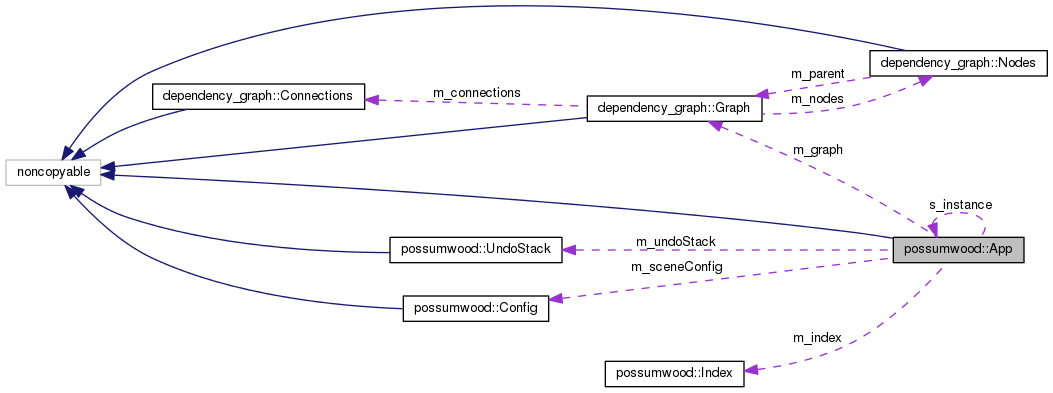 dependency_graph::Nodes
m_parent
dependency_graph::Connections
m_connections
m_nodes
dependency_graph::Graph
m_graph
noncopyable
s_instance
possumwood::UndoStack
m_undoStack
possumwood::App
m_sceneConfig
possumwood::Config
m_index
possumwood::Index